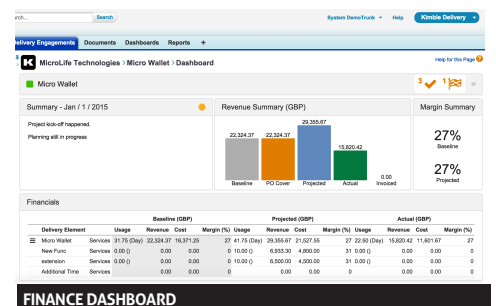 rch... Search System DemoTrunk Help Kimble Delivery
elivery Engagements Documents Dashboards Reports +
K MicroLife Technologies > Micro Wallet > Dashboard Help for this Page
Micro Wallet 3 1
Summary - Jan / 1 / 2015 Revenue Summary (GBP) Margin Summary
Project kick-off happened.
Planning still in progress
29,355.67
22,324.37 22,324.37
15,820.42
0.00
Baseline PO Cover Projected Actual Invoiced
27%
Baseline
27%
Projected
Financials
Baseline (GBP) Projected (GBP) Actual (GBP)
Delivery Element Usage Revenue Cost Margin (%) Usage Revenue Cost Margin (%) Usage Revenue Cost Margin (%)
Micro Wallet Services 31.75 (Day) 22,324.37 16,371.25 27 41.75 (Day) 29,355.67 21,527.55 27 22.50 (Day) 15,820.42 11,601.67 27
New Func Services 0.00 () 0.00 0.00 0 10.00 () 6,933.30 4,800.00 31 0.00 () 0.00 0.00 0
extension Services 0.00 () 0.00 0.00 0 10.00 () 6,500.00 4,500.00 31 0.00 () 0.00 0.00 0
Additional Time Services 0.00 0.00 0 0.00 0.00 0 0.00 0.00 0
FINANCE DASHBOARD